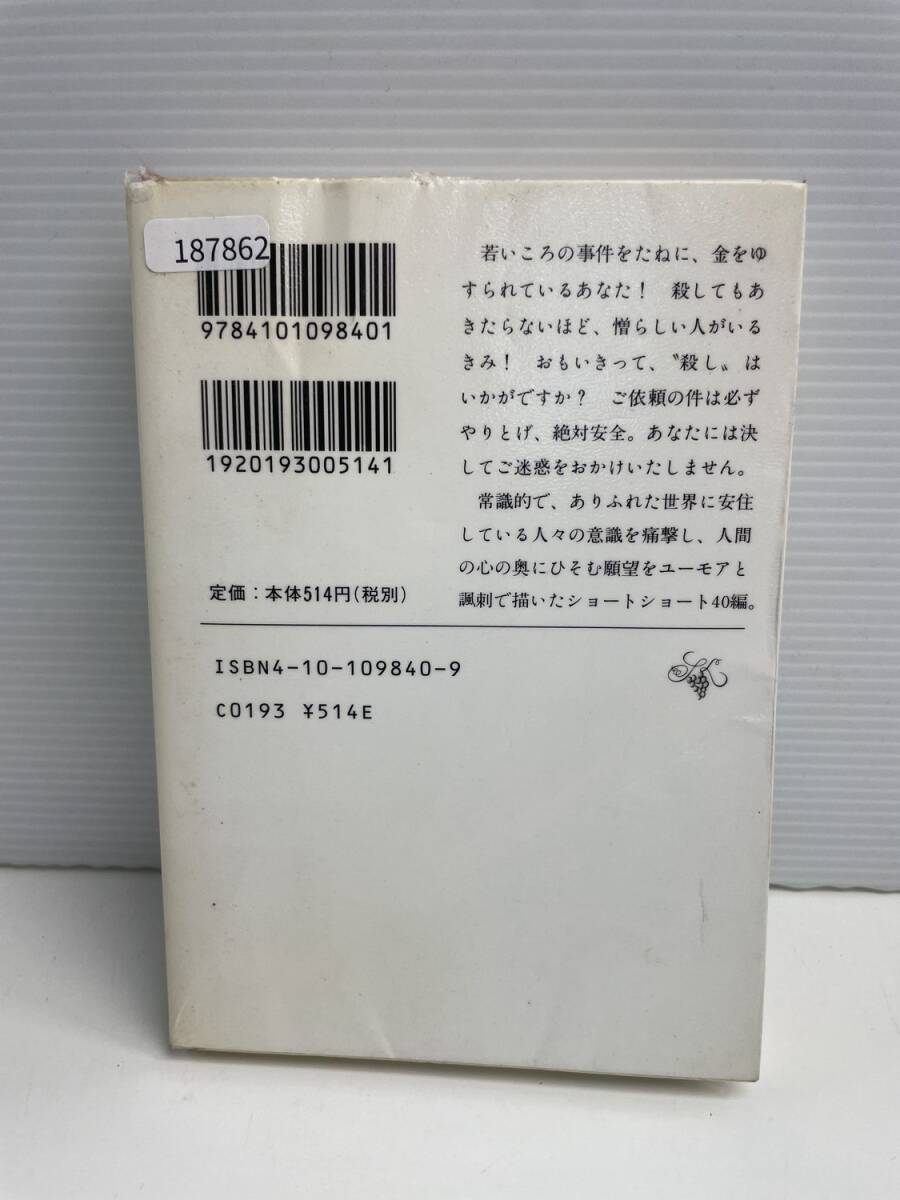 187862
9784101098401
1920193005141
定価：本体514円（税別）
若いころの事件をたねに、金をゆ
すられているあなた！　殺してもあ
きたらないほど、憎らしい人がいる
きみ！　おもいきって、〝殺し〟は
いかがですか？　ご依頼の件は必ず
やりとげ、絶対安全。あなたには決
してご迷惑をおかけいたしません。
常識的で、ありふれた世界に安住
している人々の意識を痛撃し、人間
の心の奥にひそむ願望をユーモアと
諷刺で描いたショートショート40編。
ISBN4-10-109840-9
C0193 ¥514E